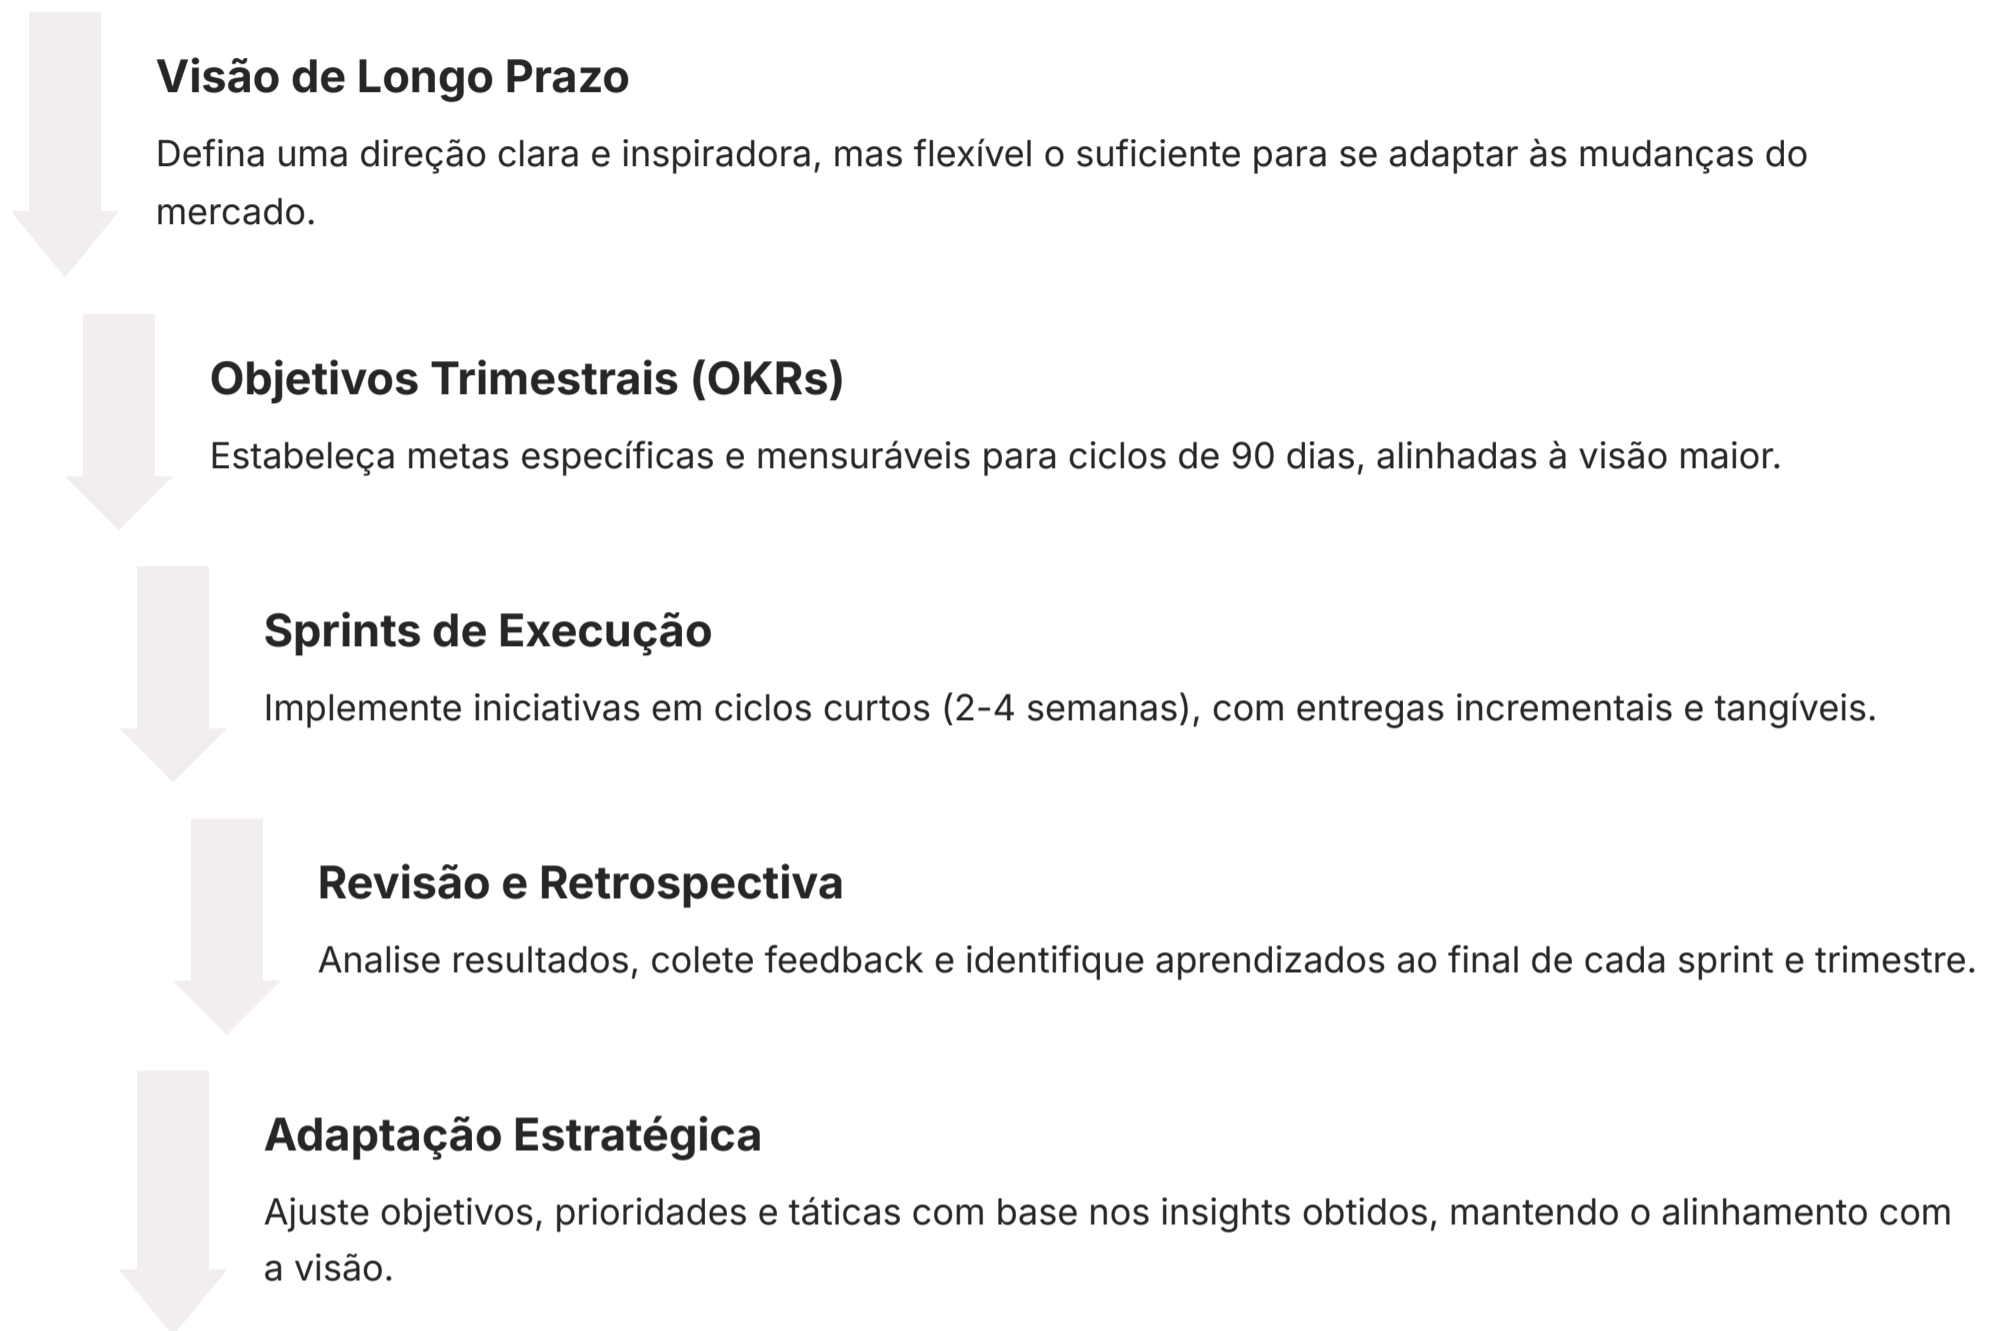 Visão de Longo Prazo
Defina uma direção clara e inspiradora, mas flexível o suficiente para se adaptar às mudanças do
mercado.
Objetivos Trimestrais (OKRs)
Estabeleça metas específicas e mensuráveis para ciclos de 90 dias, alinhadas à visão maior.
Sprints de Execução
Implemente iniciativas em ciclos curtos (2-4 semanas), com entregas incrementais e tangíveis.
Revisão e Retrospectiva
Analise resultados, colete feedback e identifique aprendizados ao final de cada sprint e trimestre.
Adaptação Estratégica
Ajuste objetivos, prioridades e táticas com base nos insights obtidos, mantendo o alinhamento com
a visão.